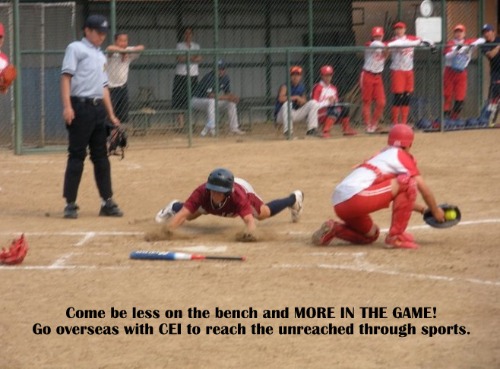 Come be less on the bench and MORE IN THE GAME!
Go overseas with CEI to reach the unreached through sports.